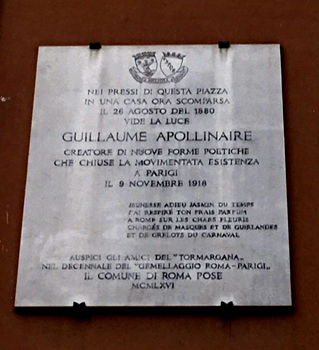 NEI PRESSI DI QUESTA PIAZZA
IN UNA CASA ORA SCOMPARSA
IL 26 AGOSTO DEL 1880
VIDE LA LUCE
GUILLAUME APOLLINAIRE
CREATORE DI NUOVE FORME POETICHE
CHE CHIUSE LA MOVIMENTATA ESISTENZA
A PARIGI
IL 9 NOVEMBRE 1918
JEUNESSE ADIEU JASMIN DU TEMPS
J'AI RESPIRÉ TON FRAIS PARFUM
A ROME SUR LES CHARS FLEURIS
CHARGÉS DE MASQUES ET DE GUIRLANDES
ET DE GRELOTS DU CARNAVAL
AUSPICI GLI AMICI DEL "TORMARGANA"
NEL DECENNALE DEL "GEMELLAGGIO ROMA-PARIGI"
IL COMUNE DI ROMA POSE
MCMLXVI